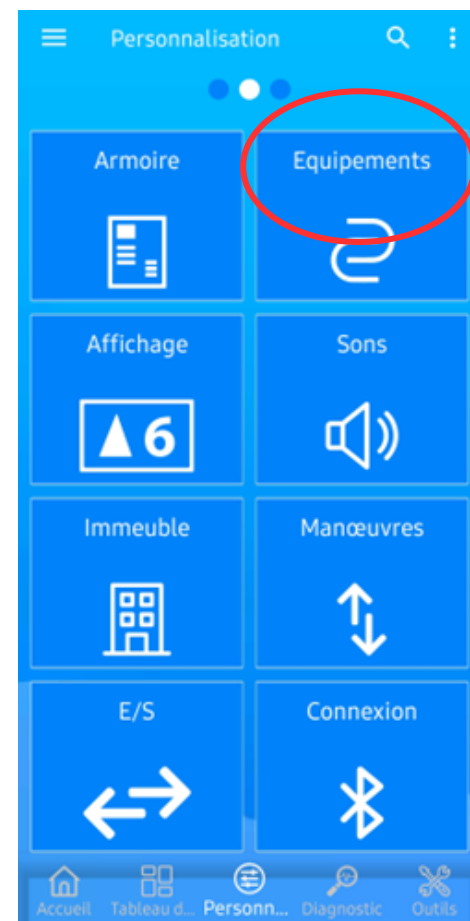 Personnalisation
Armoire
Equipements
Affichage
Sons
6
Immeuble
Manœuvres
E/S
Connexion
Accueil Tableau d... Personn... Diagnostic Outils